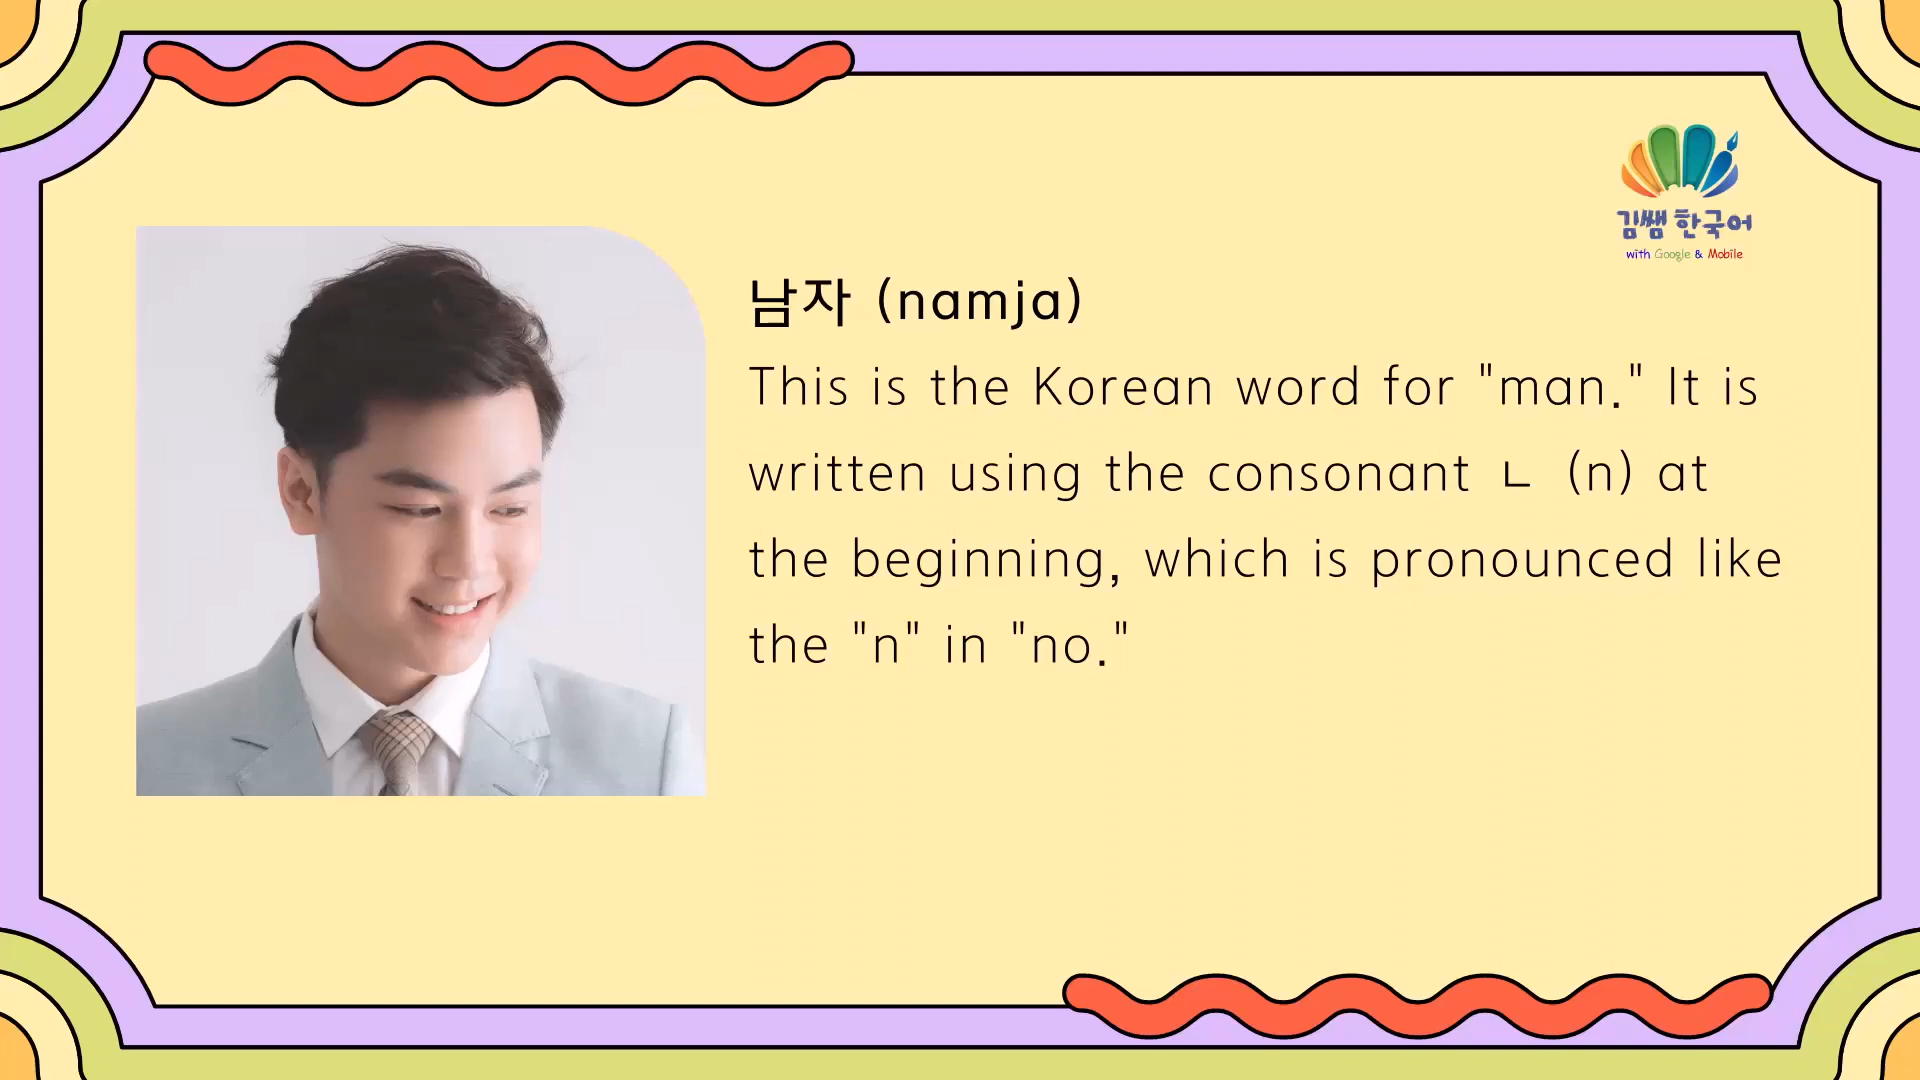 김쌤 한국어
with Google & Mobile
남자 (namja)
This is the Korean word for "man." It is
written using the consonant ㄴ (n) at
the beginning, which is pronounced like
the "n" in "no."